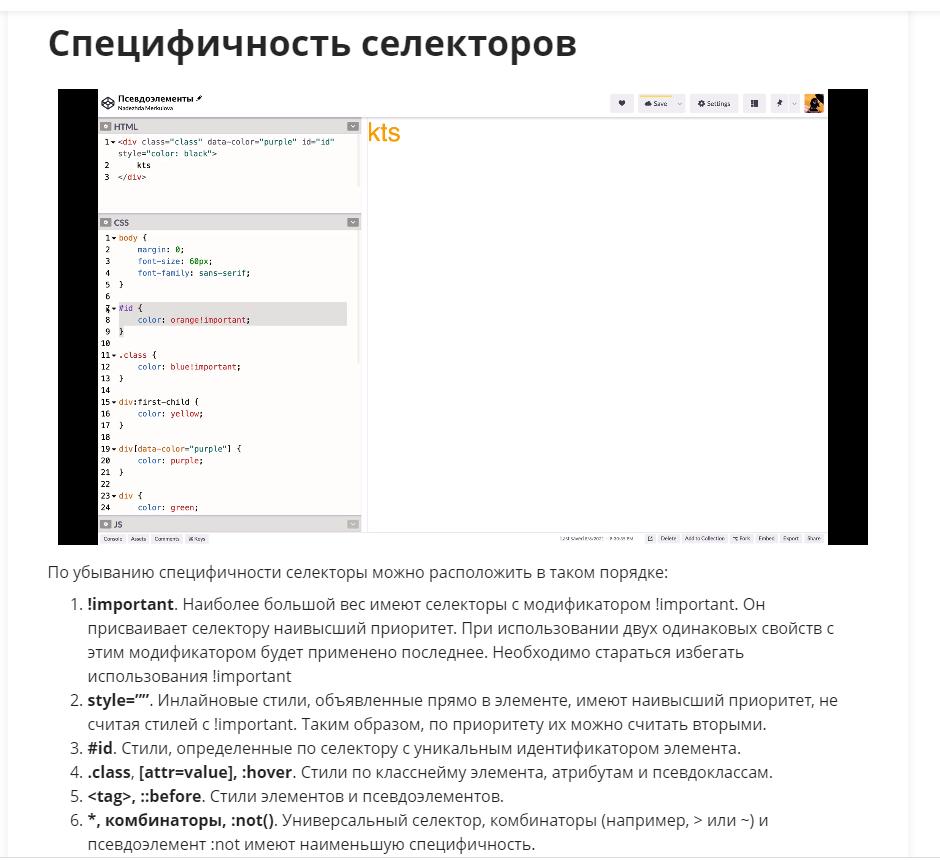 Специфичность селекторов
Псевдоэлементы
Nadezhda Merkulova
Save
Settings
HTML
1 <div class="class" data-color="purple" id="id"
style="color: black">
2 kts
3 </div>
kts
CSS
1 body {
2 margin: 0;
3 font-size: 60px;
4 font-family: sans-serif;
5 }
6
7 #id {
8 color: orange!important;
9 }
10
11 .class {
12 color: blue!important;
13 }
14
15 div:first-child {
16 color: yellow;
17 }
18
19 div[data-color="purple"] {
20 color: purple;
21 }
22
23 div {
24 color: green;
JS
Console Assets Comments ⌘ Keys
Last saved Delete Add to Collection Fork Embed Export Share
По убыванию специфичности селекторы можно расположить в таком порядке:
1. !important. Наиболее большой вес имеют селекторы с модификатором !important. Он
присваивает селектору наивысший приоритет. При использовании двух одинаковых свойств с
этим модификатором будет применено последнее. Необходимо стараться избегать
использования !important
2. style=””. Инлайновые стили, объявленные прямо в элементе, имеют наивысший приоритет, не
считая стилей с !important. Таким образом, по приоритету их можно считать вторыми.
3. #id. Стили, определенные по селектору с уникальным идентификатором элемента.
4. .class, [attr=value], :hover. Стили по класснейму элемента, атрибутам и псевдоклассам.
5. <tag>, ::before. Стили элементов и псевдоэлементов.
6. *, комбинаторы, :not(). Универсальный селектор, комбинаторы (например, > или ~) и
псевдоэлемент :not имеют наименьшую специфичность.